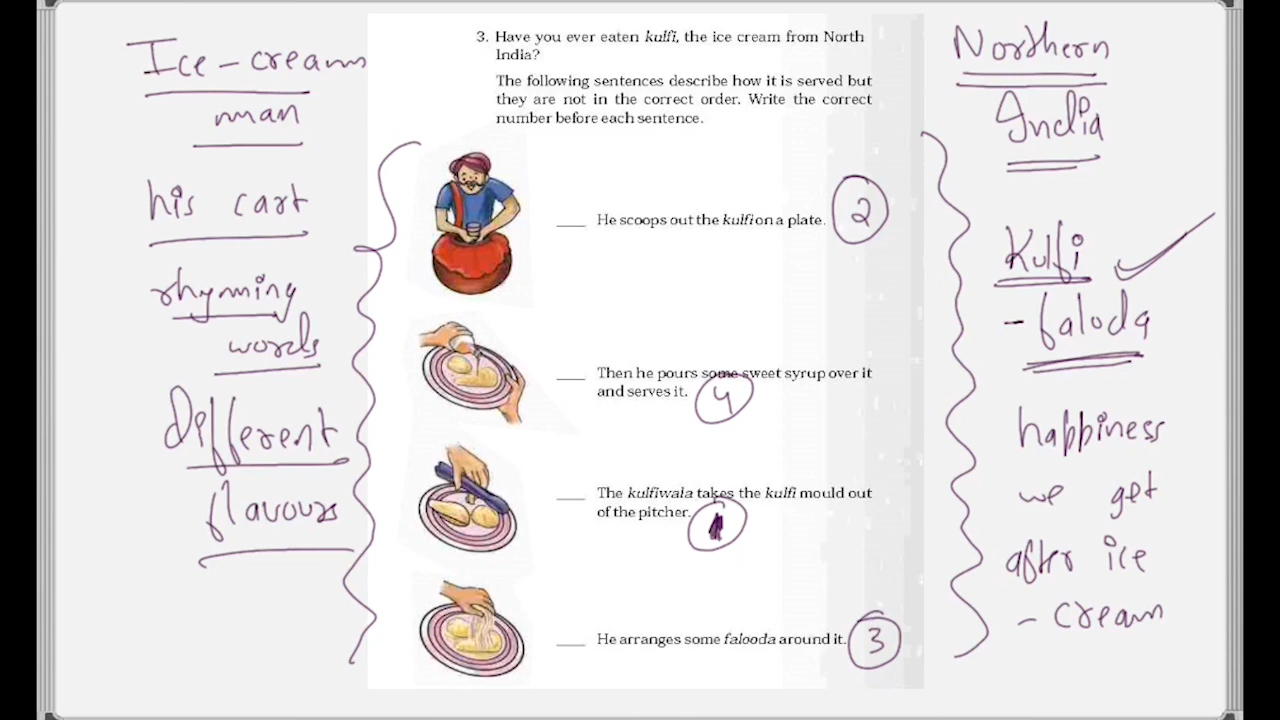 Ice-cream
man
his cart
rhyming
words
Different
flavours
3. Have you ever eaten kulfi, the ice cream from North
India?
The following sentences describe how it is served but
they are not in the correct order. Write the correct
number before each sentence.
___ He scoops out the kulfi on a plate. 2
___ Then he pours some sweet syrup over it
and serves it. 4
___ The kulfiwala takes the kulfi mould out
of the pitcher. 1
___ He arranges some falooda around it. 3
Northern
India
Kulfi
- faloda
happiness
we get
after ice
- cream